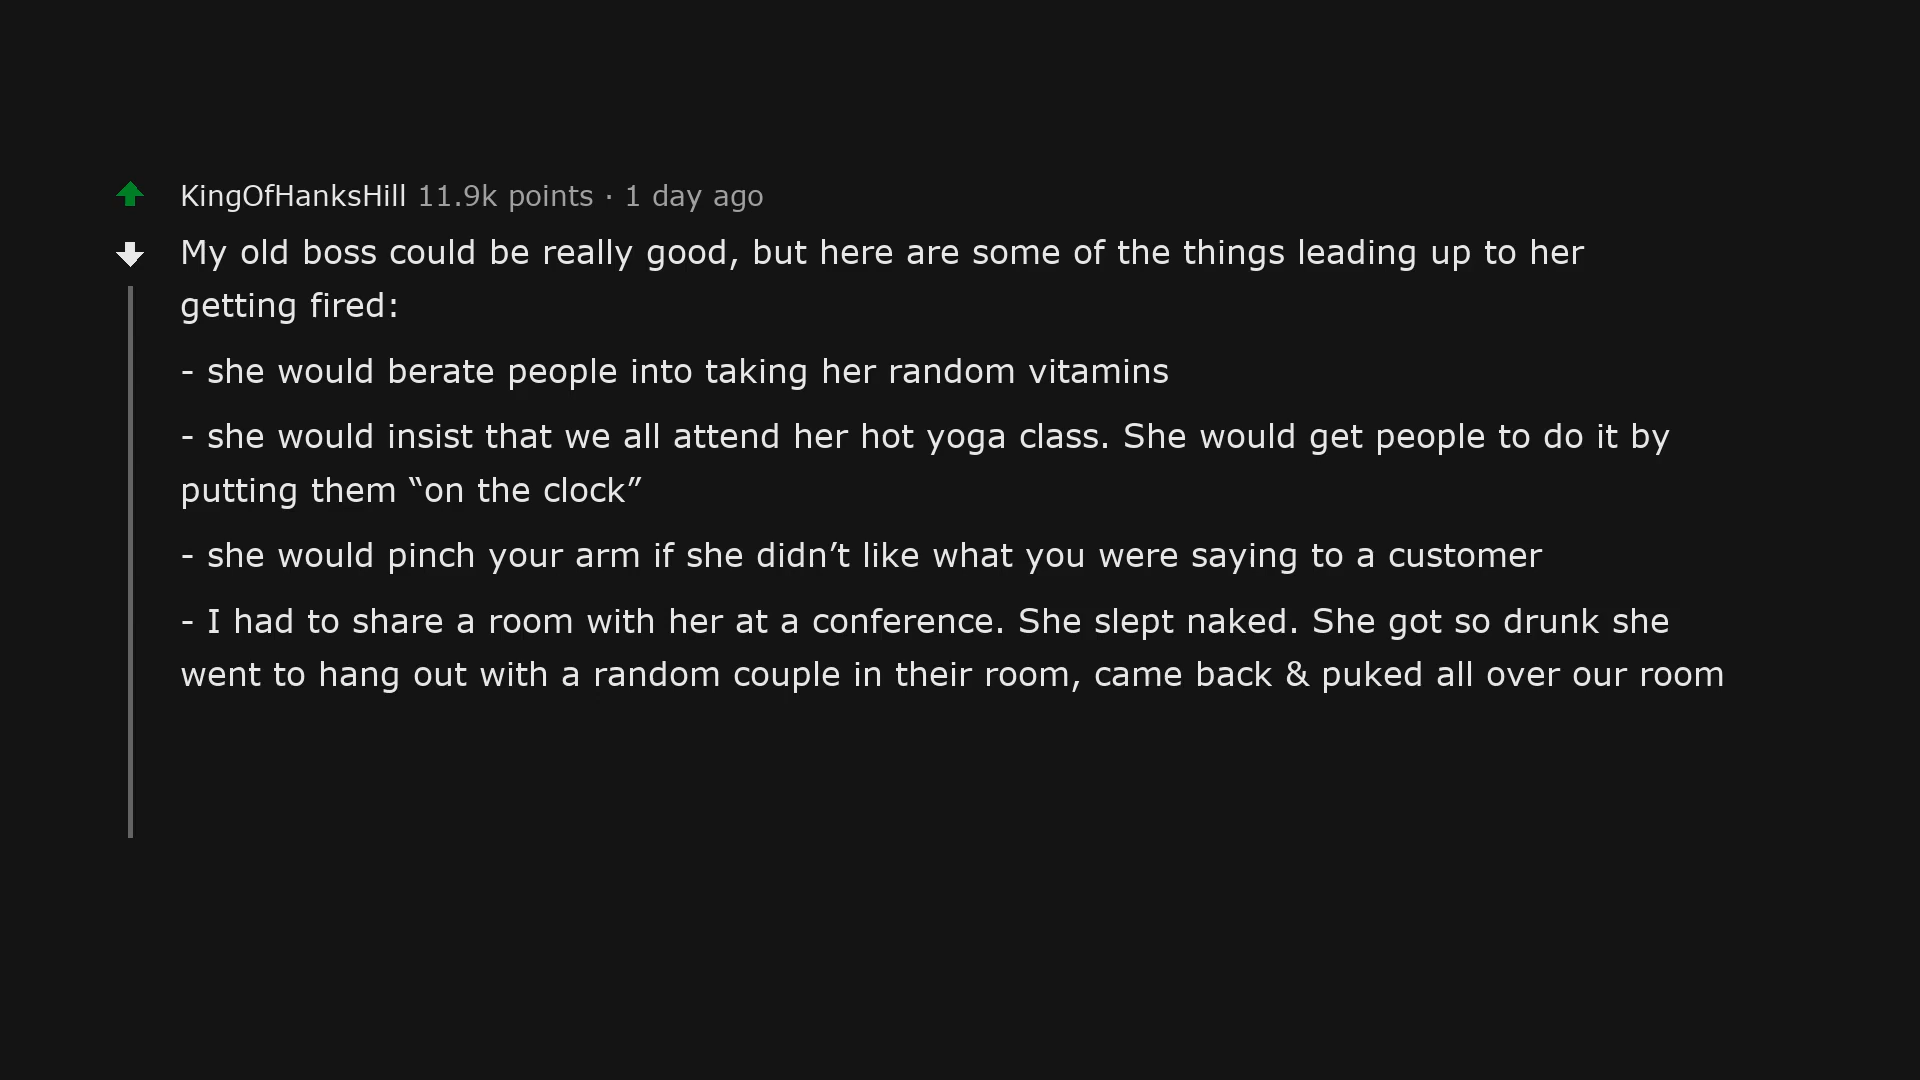 KingOfHanksHill 11.9k points · 1 day ago
My old boss could be really good, but here are some of the things leading up to her
getting fired:
- she would berate people into taking her random vitamins
- she would insist that we all attend her hot yoga class. She would get people to do it by
putting them “on the clock”
- she would pinch your arm if she didn’t like what you were saying to a customer
- I had to share a room with her at a conference. She slept naked. She got so drunk she
went to hang out with a random couple in their room, came back & puked all over our room